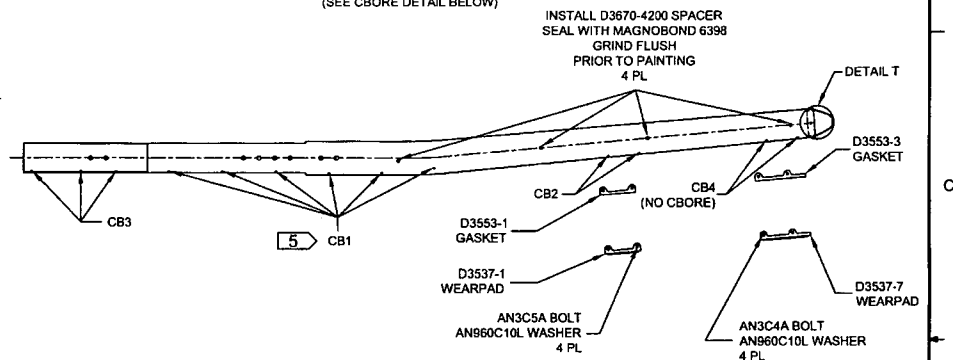 (SEE CBORE DETAIL BELOW)
INSTALL D3670-4200 SPACER
SEAL WITH MAGNOBOND 6398
GRIND FLUSH
PRIOR TO PAINTING
4 PL
DETAIL T
D3553-3
GASKET
C
CB2
CB4
(NO CBORE)
CB3
5
CB1
D3553-1
GASKET
D3537-1
WEARPAD
D3537-7
WEARPAD
AN3C5A BOLT
AN960C10L WASHER
4 PL
AN3C4A BOLT
AN960C10L WASHER
4 PL